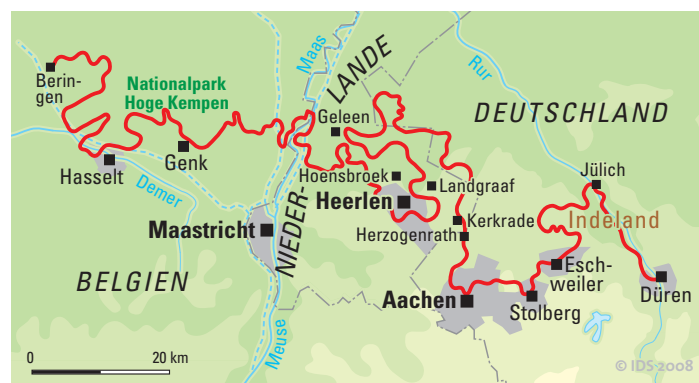 Maas
LANDE
Rur
Berin-
gen
Nationalpark
Hoge Kempen
Geleen
DEUTSCHLAND
Genk
Hasselt
Hoensbroek
Landgraaf
Jülich
Demer
Heerlen
Kerkrade
Indeland
Maastricht
NIEDER-
Herzogenrath
BELGIEN
Esch-
weiler
Düren
Aachen
Stolberg
Meuse
0 20 km
© IDS 2008